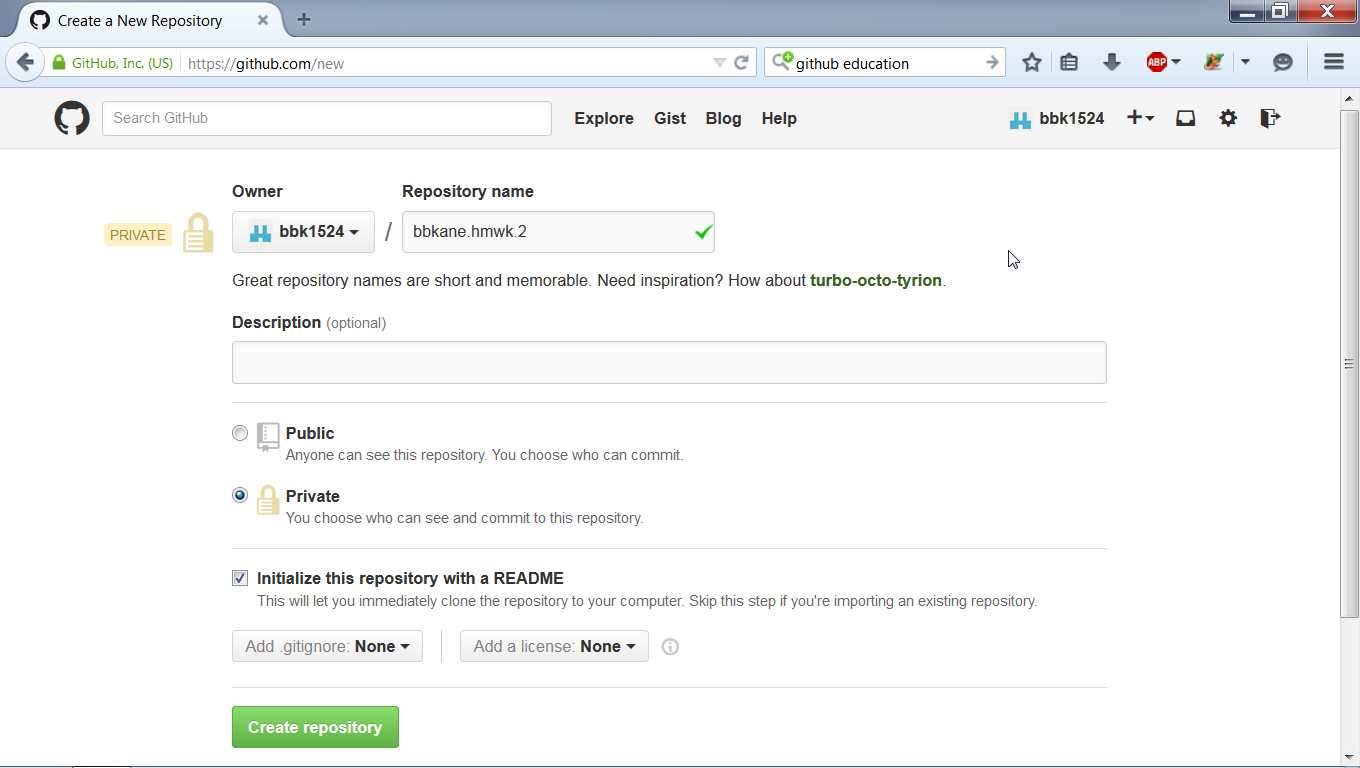 Create a New Repository
GitHub, Inc. (US) https://github.com/new github education ABP
Search GitHub Explore Gist Blog Help bbk1524
Owner Repository name
PRIVATE bbk1524 / bbkane.hmwk.2
Great repository names are short and memorable. Need inspiration? How about turbo-octo-tyrion.
Description (optional)
Public
Anyone can see this repository. You choose who can commit.
Private
You choose who can see and commit to this repository.
Initialize this repository with a README
This will let you immediately clone the repository to your computer. Skip this step if you're importing an existing repository.
Add .gitignore: None Add a license: None
Create repository